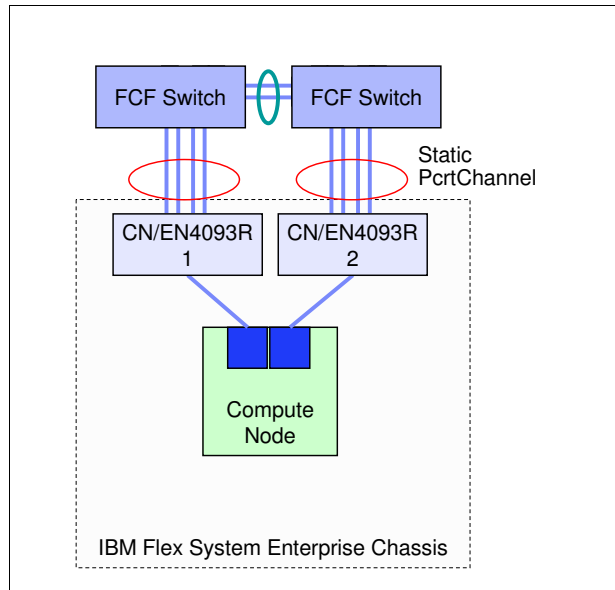 FCF Switch
FCF Switch
Static
PcrtChannel
CN/EN4093R
1
CN/EN4093R
2
Compute
Node
IBM Flex System Enterprise Chassis